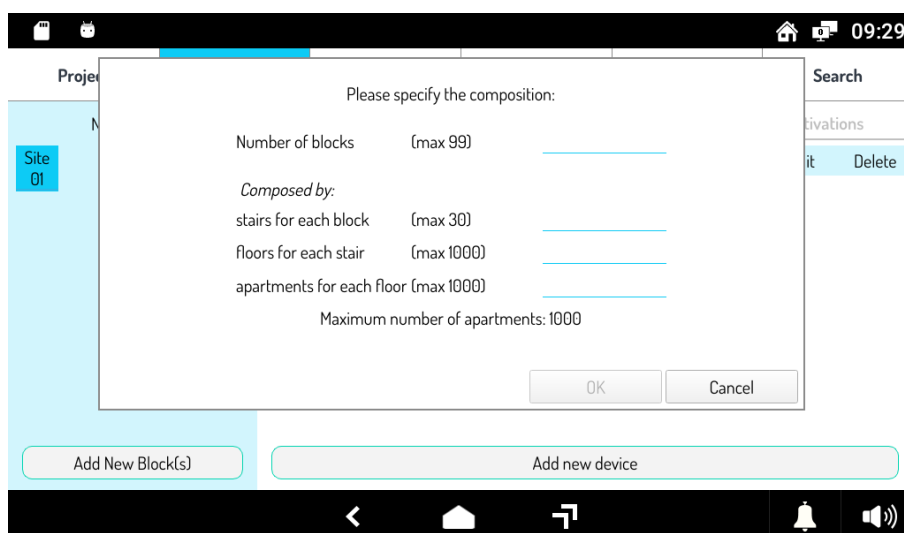 09:29
Projec
Search
Please specify the composition:
N
tivations
Number of blocks (max 99)
Site
01
it Delete
Composed by:
stairs for each block (max 30)
floors for each stair (max 1000)
apartments for each floor (max 1000)
Maximum number of apartments: 1000
OK Cancel
Add New Block(s) Add new device